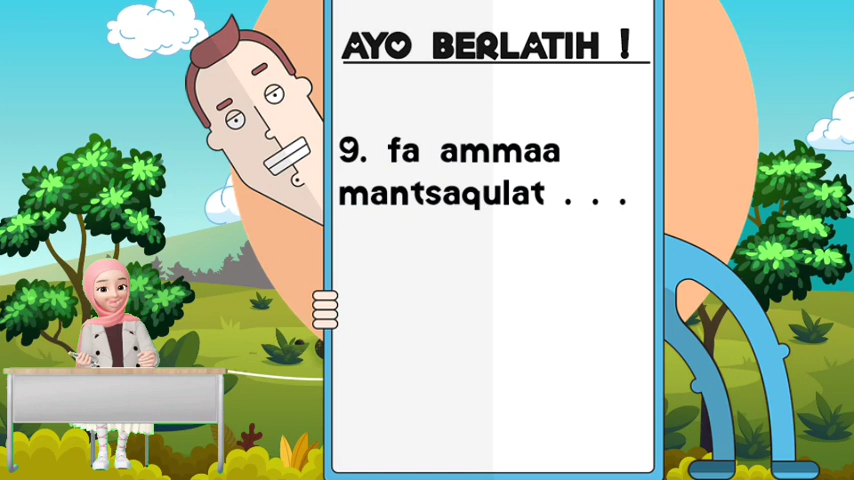 AYO BERLATIH !
9. fa ammaa
mantsaqulat . . .